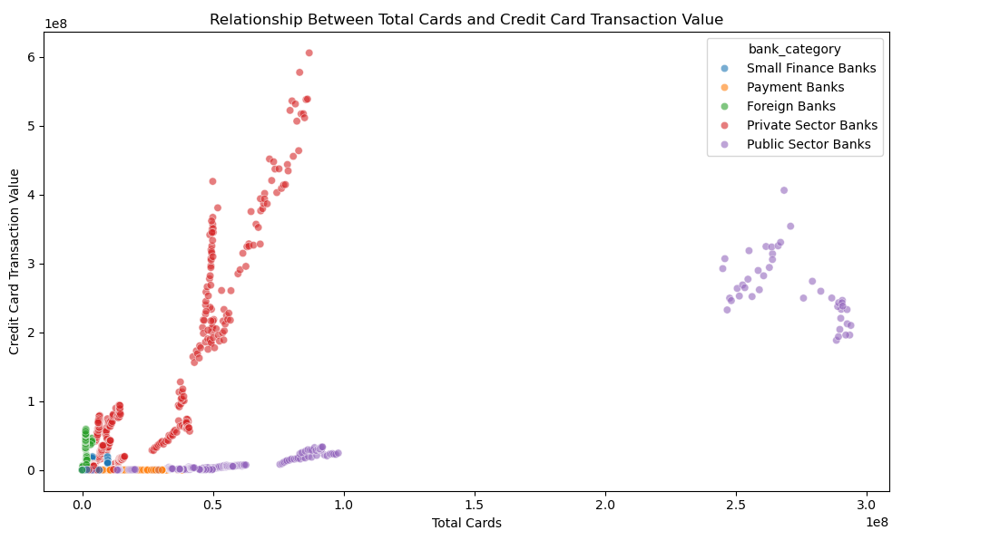 Relationship Between Total Cards and Credit Card Transaction Value
1e8
6
5
4
3
2
1
0
Credit Card Transaction Value
bank_category
Small Finance Banks
Payment Banks
Foreign Banks
Private Sector Banks
Public Sector Banks
0.0 0.5 1.0 1.5 2.0 2.5 3.0
Total Cards
1e8